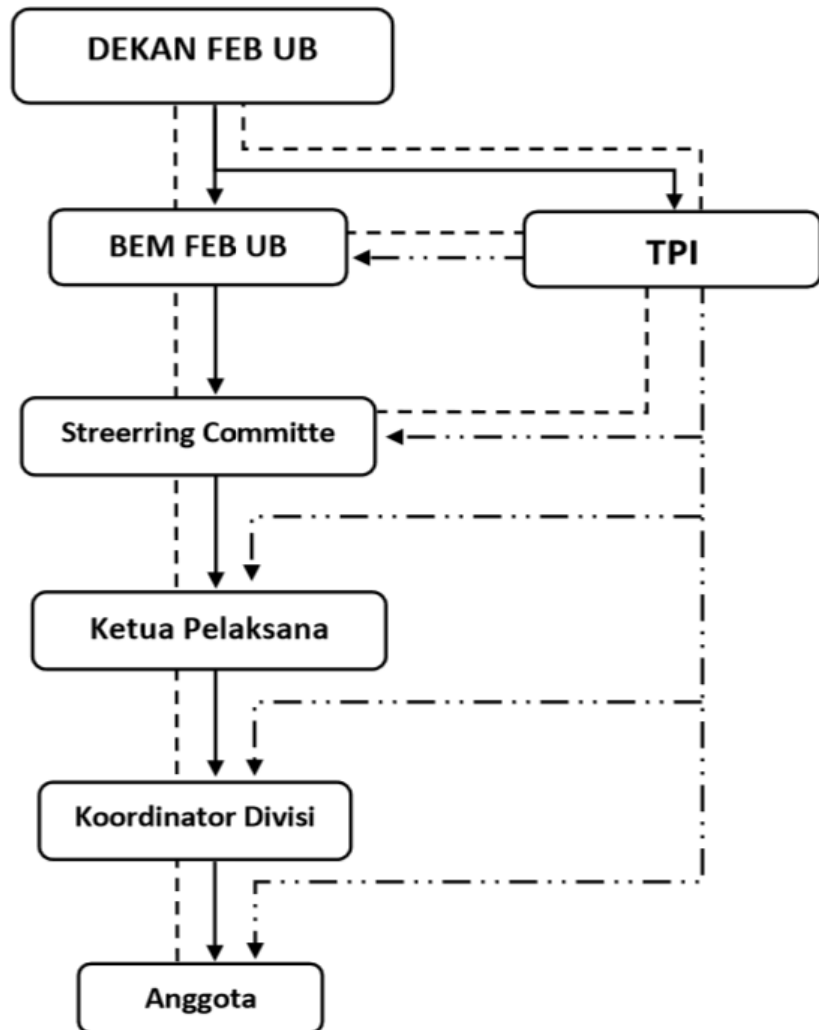 DEKAN FEB UB
BEM FEB UB
TPI
Streerring Committe
Ketua Pelaksana
Koordinator Divisi
Anggota